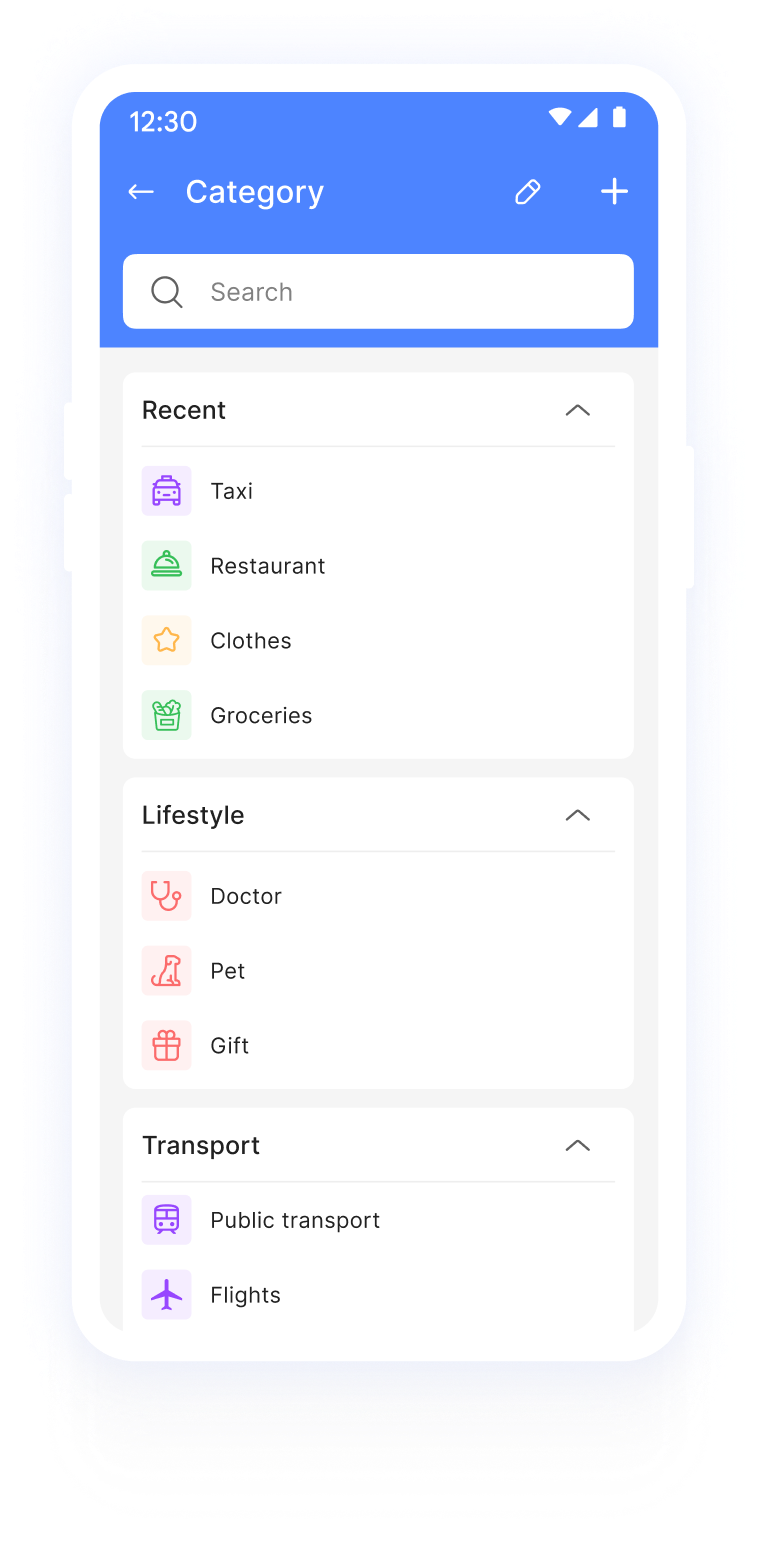 12:30
Category
Search
Recent
Taxi
Restaurant
Clothes
Groceries
Lifestyle
Doctor
Pet
Gift
Transport
Public transport
Flights